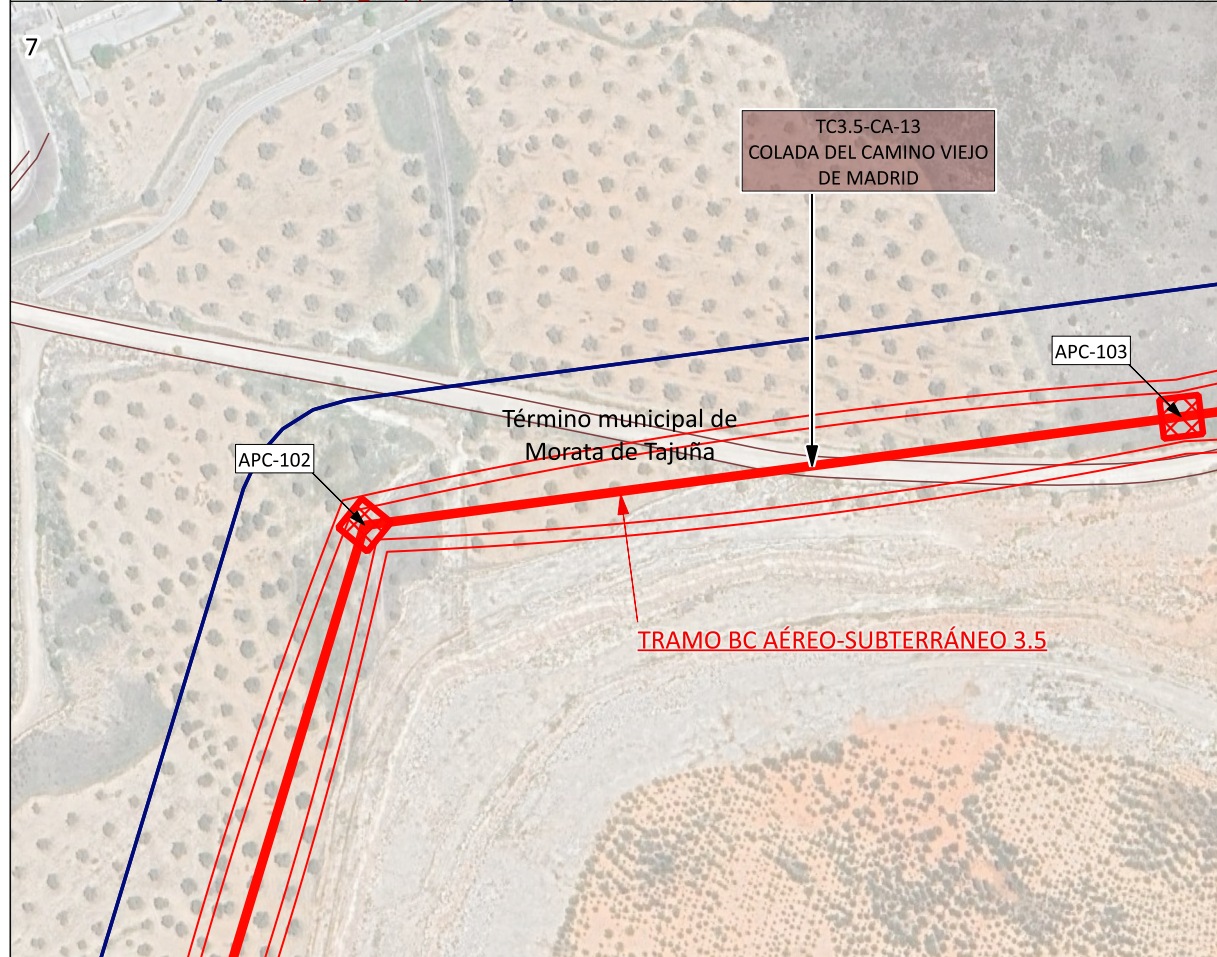 7
TC3.5-CA-13
COLADA DEL CAMINO VIEJO
DE MADRID
APC-103
Término municipal de
Morata de Tajuña
APC-102
TRAMO BC AÉREO-SUBTERRÁNEO 3.5